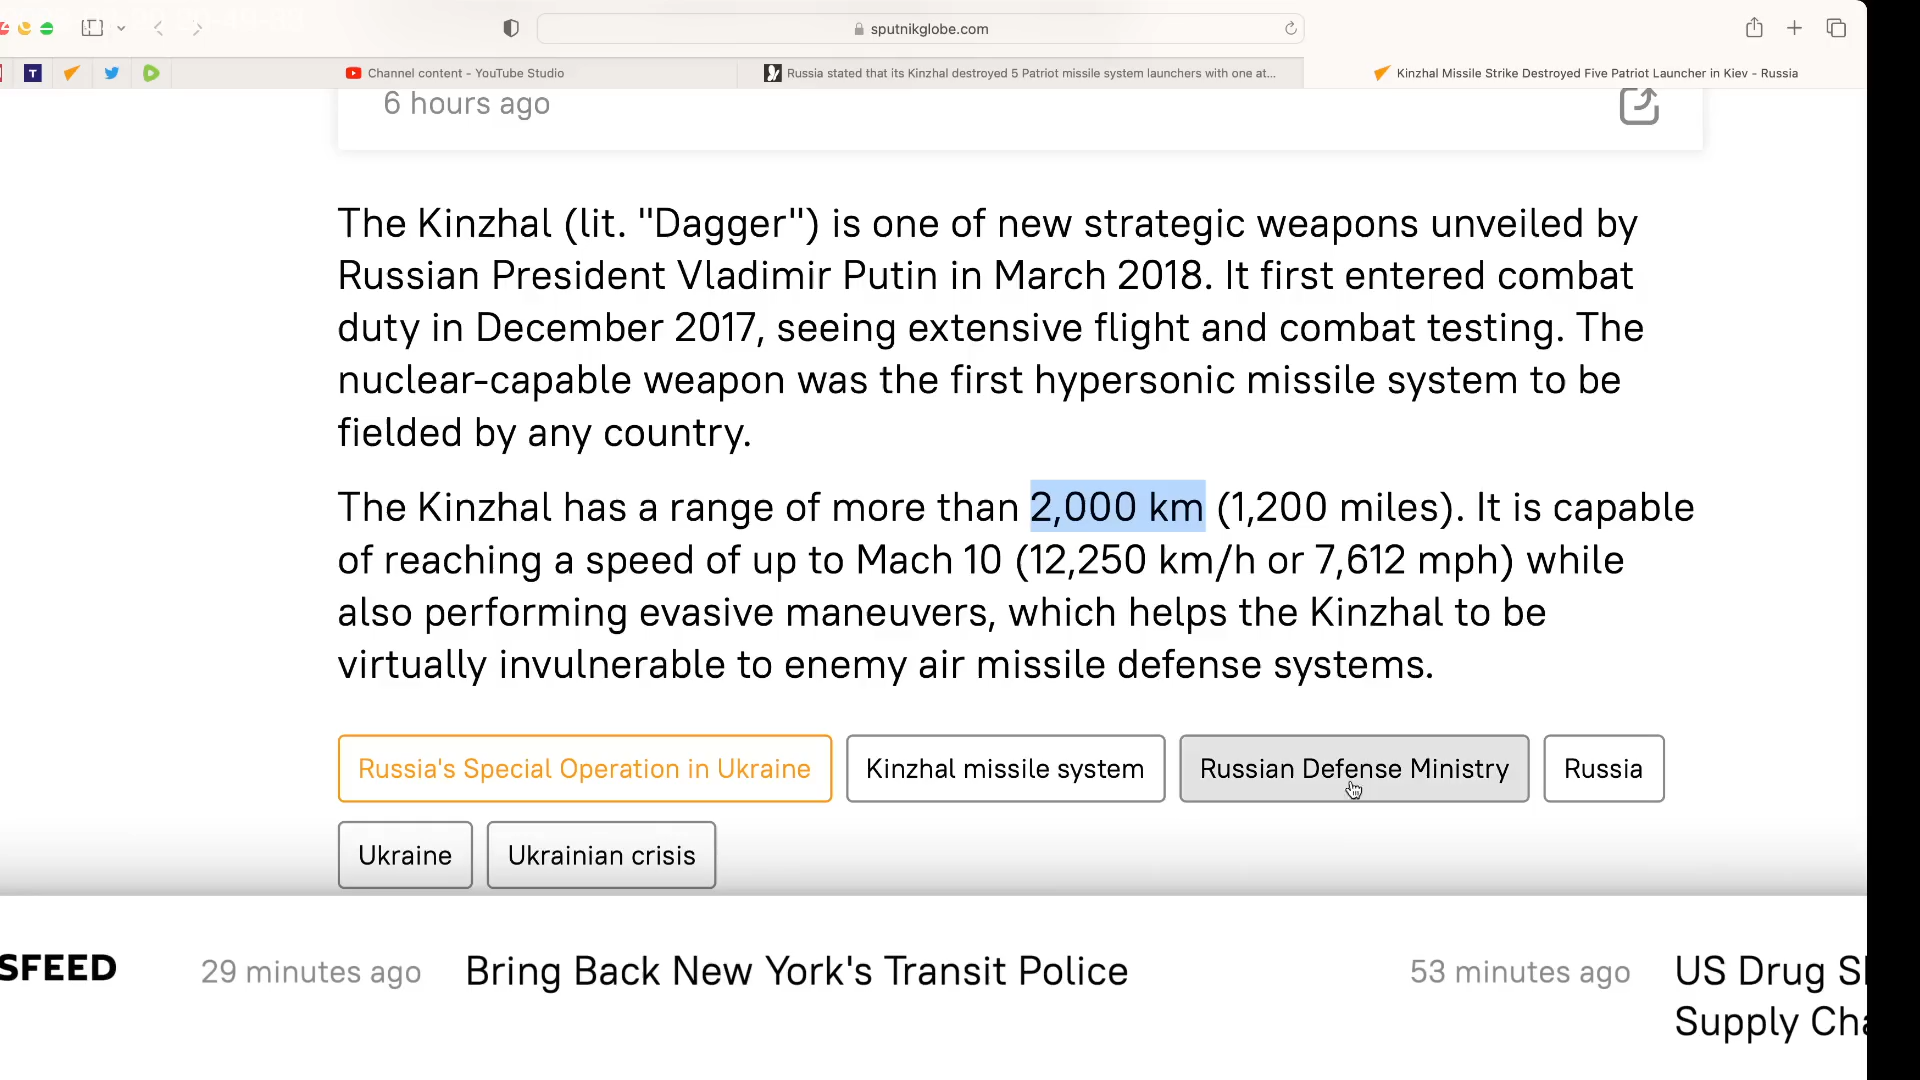 sputnikglobe.com
T
Channel content - YouTube Studio
Russia stated that its Kinzhal destroyed 5 Patriot missile system launchers with one at...
Kinzhal Missile Strike Destroyed Five Patriot Launcher in Kiev - Russia
6 hours ago
The Kinzhal (lit. "Dagger") is one of new strategic weapons unveiled by
Russian President Vladimir Putin in March 2018. It first entered combat
duty in December 2017, seeing extensive flight and combat testing. The
nuclear-capable weapon was the first hypersonic missile system to be
fielded by any country.
The Kinzhal has a range of more than 2,000 km (1,200 miles). It is capable
of reaching a speed of up to Mach 10 (12,250 km/h or 7,612 mph) while
also performing evasive maneuvers, which helps the Kinzhal to be
virtually invulnerable to enemy air missile defense systems.
Russia's Special Operation in Ukraine
Kinzhal missile system
Russian Defense Ministry
Russia
Ukraine
Ukrainian crisis
SFEED
29 minutes ago
Bring Back New York's Transit Police
53 minutes ago
US Drug
Supply